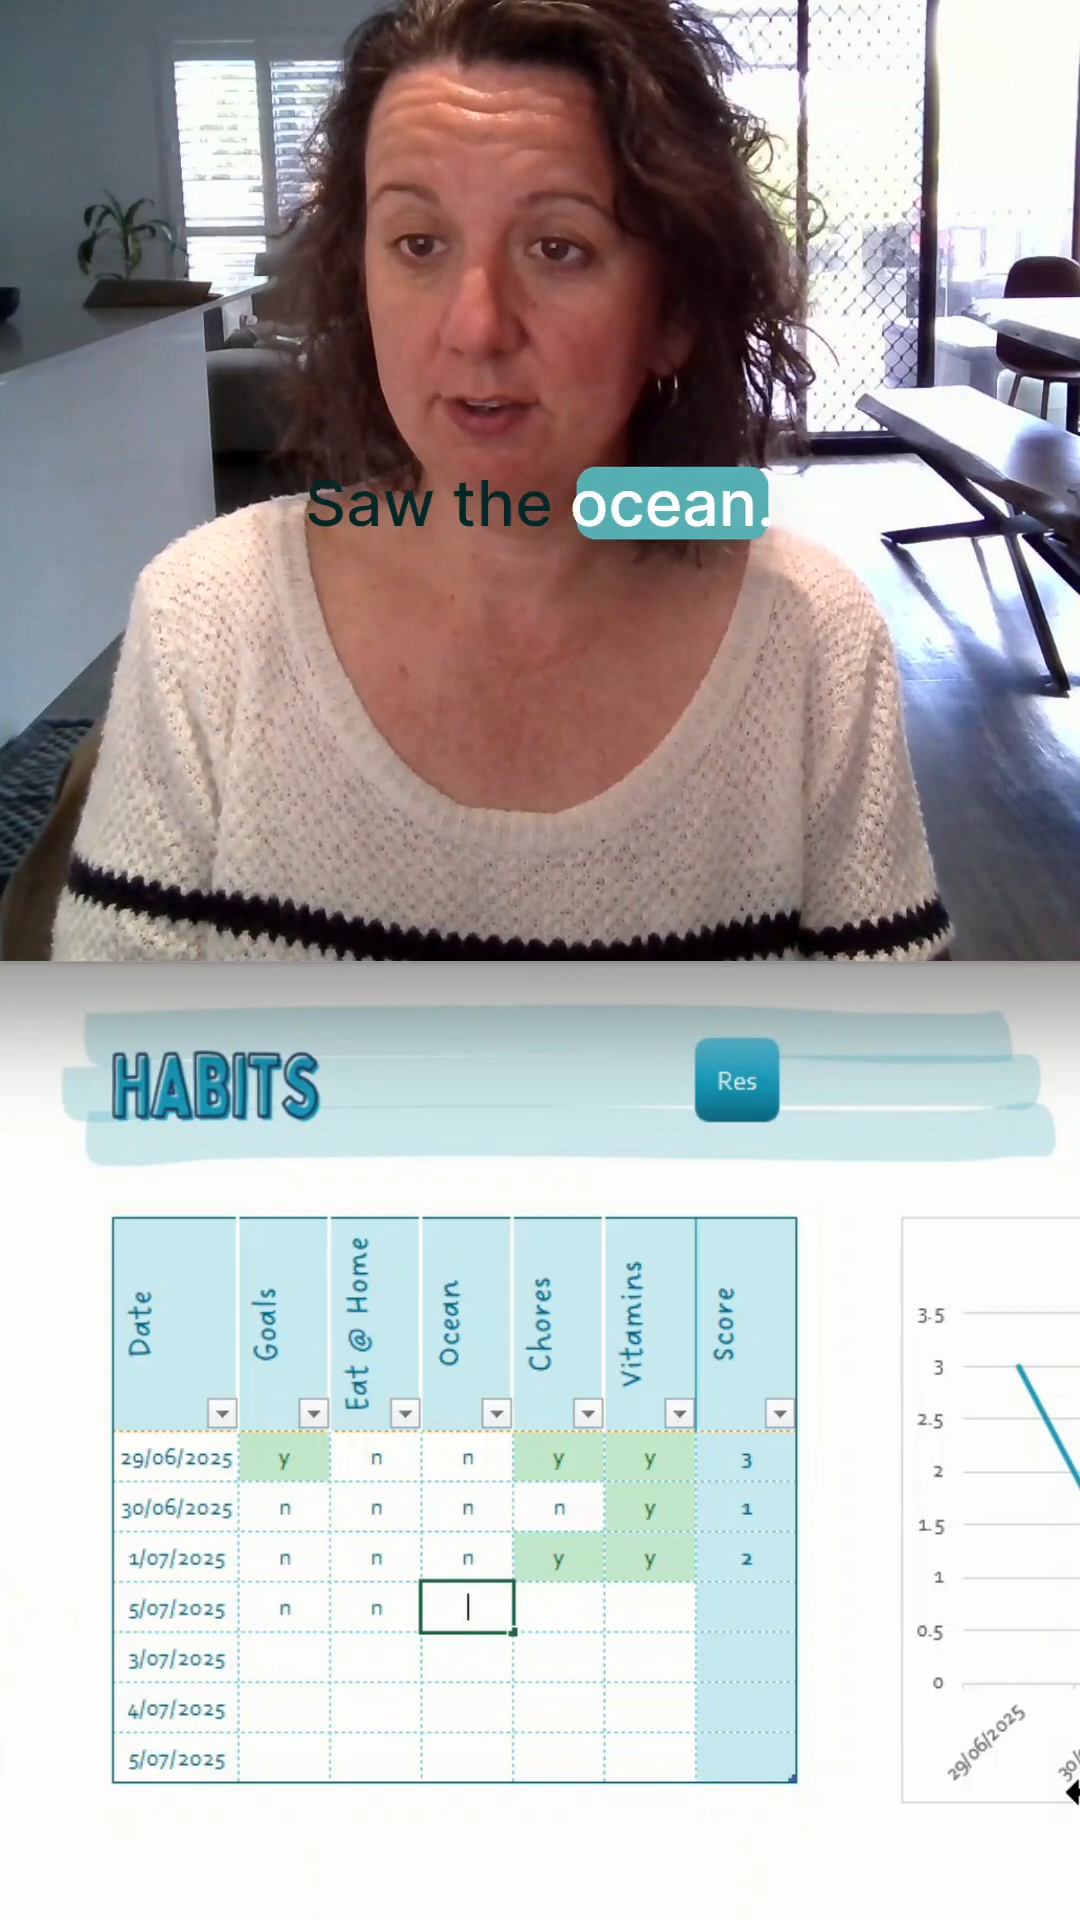 Saw the ocean.
HABITS
Res
Date Goals Eat @ Home Ocean Chores Vitamins Score
29/06/2025 y n n y y 3
30/06/2025 n n n n y 1
1/07/2025 n n n y y 2
5/07/2025 n n
3/07/2025
4/07/2025
5/07/2025
3.5
3
2.5
2
1.5
1
0.5
0
29/06/2025
30/